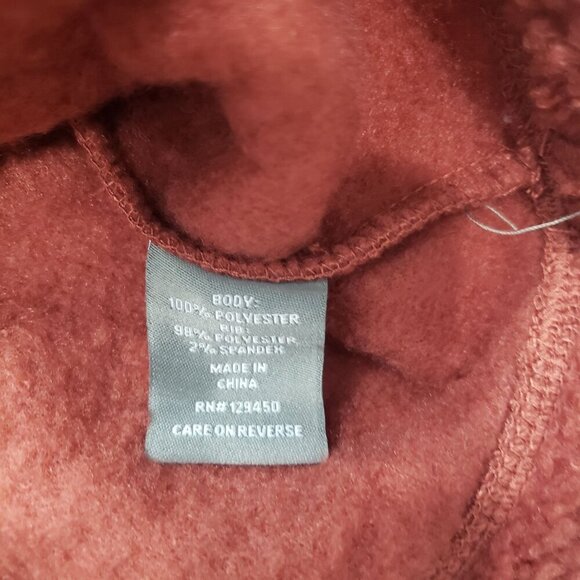 BODY:
100% POLYESTER
RIB:
98% POLYESTER,
2% SPANDEX
MADE IN
CHINA
RN# 129450
CARE ON REVERSE